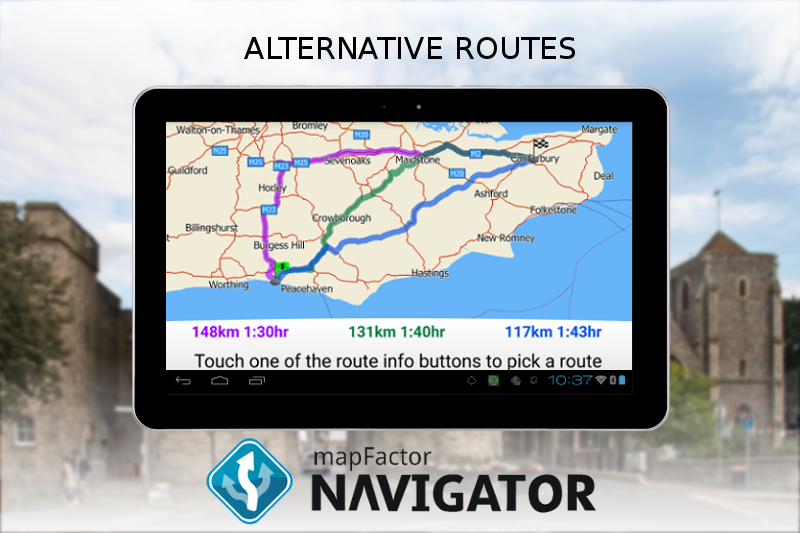 ALTERNATIVE ROUTES
Walton-on-Thames
Bromley
M20
Margate
M25
M25
M23
M25
Sevenoaks
Maidstone
M2
Canterbury
Guildford
Horley
M20
Deal
Ashford
M23
Folkestone
Billingshurst
Crowborough
Burgess Hill
New Romney
Hastings
Worthing
Peacehaven
148km 1:30hr 131km 1:40hr 117km 1:43hr
Touch one of the route info buttons to pick a route
10:37
mapFactor
NAVIGATOR